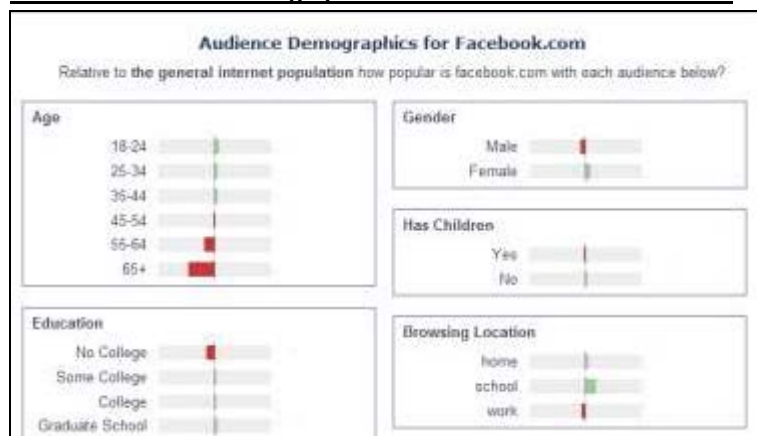 Audience Demographics for Facebook.com
Relative to the general internet population how popular is facebook.com with each audience below?
Age
18-24
25-34
35-44
45-54
55-64
65+
Education
No College
Some College
College
Graduate School
Gender
Male
Female
Has Children
Yes
No
Browsing Location
home
school
work